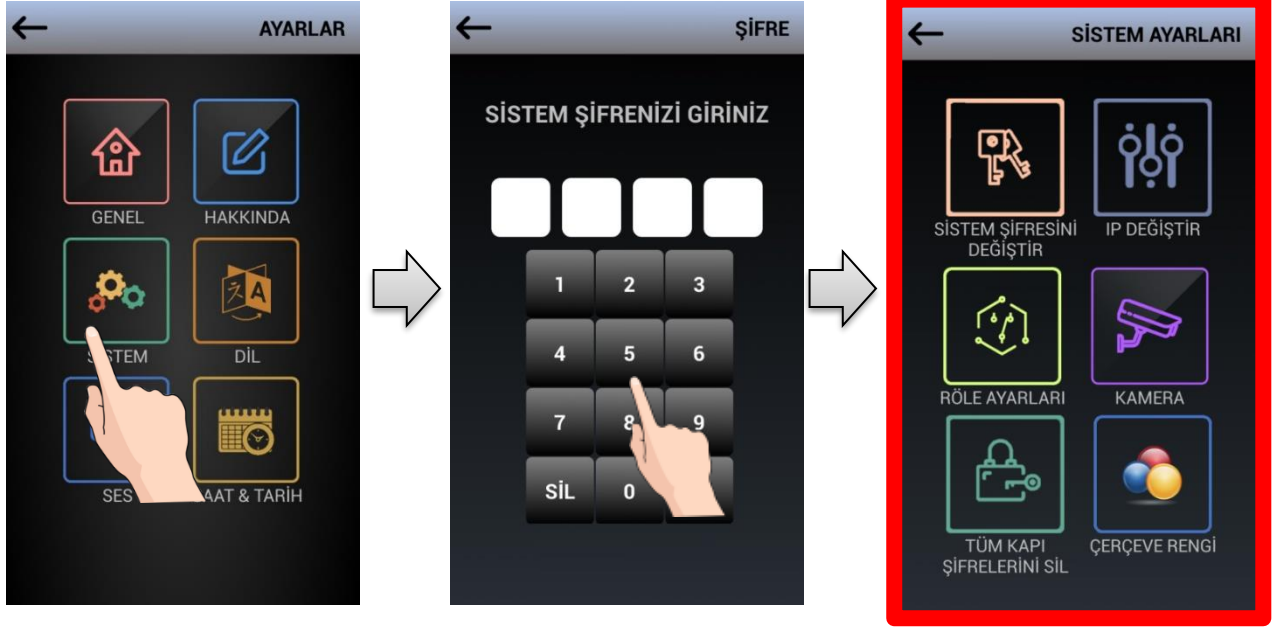 AYARLAR
GENEL
HAKKINDA
DİL
SES
TARİH
ŞİFRE
SİSTEM ŞİFRENİZİ GİRİNİZ
1 2 3
4 5 6
7 8 9
SİL 0
SİSTEM AYARLARI
SİSTEM ŞİFRESİNİ
DEĞİŞTİR
IP DEĞİŞTİR
RÖLE AYARLARI
KAMERA
TÜM KAPI
ŞİFRELERİNİ SİL
ÇERÇEVE RENGİ